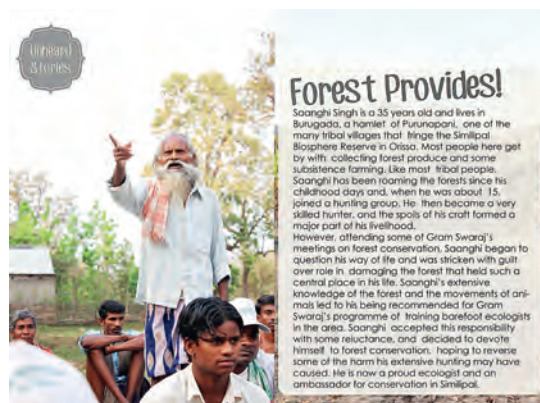 Unheard
Stories
Forest Provides!
Saanghi Singh is a 35 years old and lives in
Burugada, a hamlet of Purunapani, one of the
many tribal villages that fringe the Similipal
Biosphere Reserve in Orissa. Most people here get
by with collecting forest produce and some
subsistence farming. Like most tribal people,
Saanghi has been roaming the forests since his
childhood days and, when he was about 15,
joined a hunting group. He then became a very
skilled hunter, and the spoils of his craft formed a
major part of his livelihood.
However, attending some of Gram Swaraj's
meetings on forest conservation, Saanghi began to
question his way of life and was stricken with guilt
over role in damaging the forest that held such a
central place in his life. Saanghi's extensive
knowledge of the forest and the movements of ani-
mals led to his being recommended for Gram
Swaraj's programme of training barefoot ecologists
in the area. Saanghi accepted this responsibility
with some reluctance, and decided to devote
himself to forest conservation, hoping to reverse
some of the harm his extensive hunting may have
caused. He is now a proud ecologist and an
ambassador for conservation in Similipal.